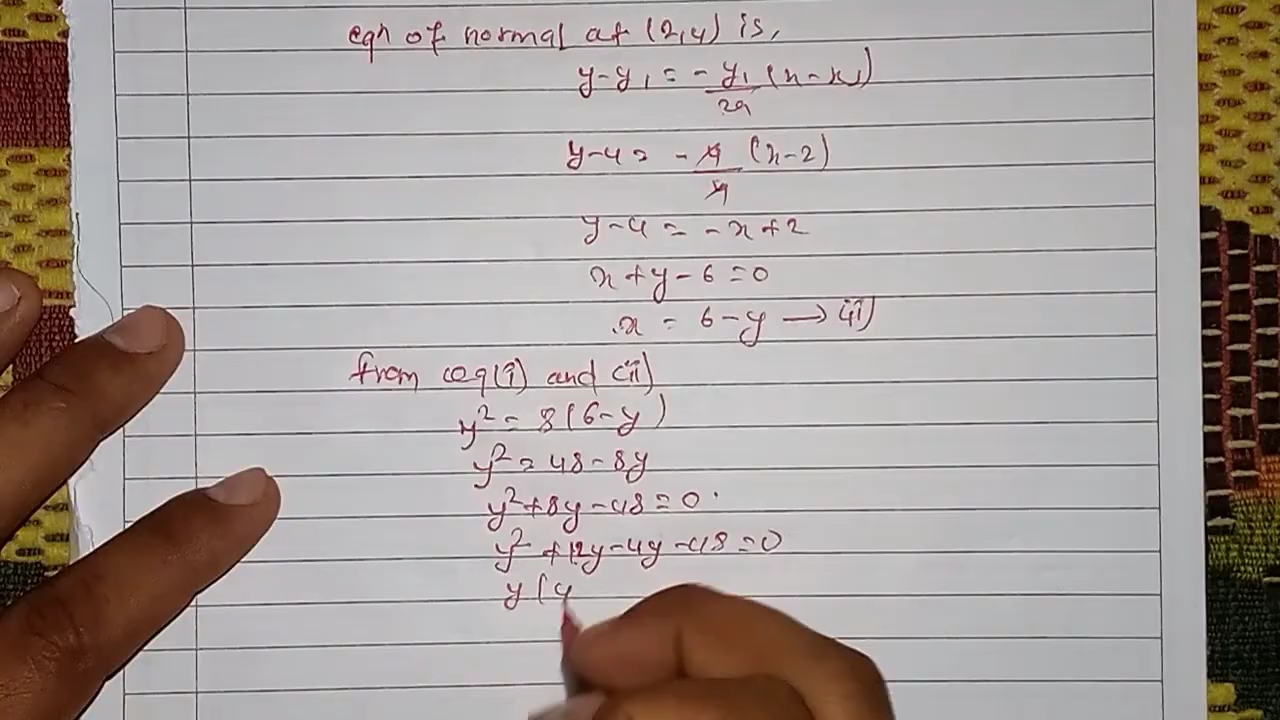 eqn of normal at (2,4) is,
y-y₁ = -y₁/2a (x-x₁)
y-4 = -4/4 (x-2)
y-4 = -x+2
x+y-6=0
x = 6-y → (ii)
from eq(i) and (ii)
y² = 8(6-y)
y² = 48-8y
y²+8y-48=0
y²+12y-4y-48=0
y(y